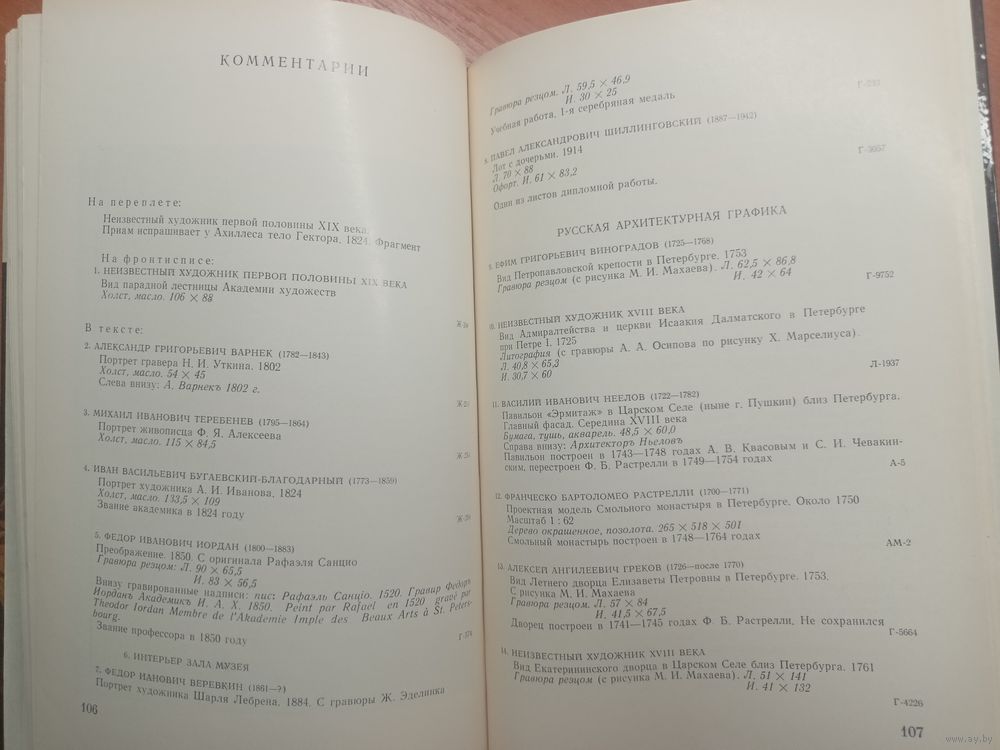 КОММЕНТАРИИ
На переплете:
Неизвестный художник первой половины XIX века.
Приам испрашивает у Ахиллеса тело Гектора. 1824. Фрагмент
На фронтисписе:
1. НЕИЗВЕСТНЫЙ ХУДОЖНИК ПЕРВОЙ ПОЛОВИНЫ XIX ВЕКА
Вид парадной лестницы Академии художеств
Холст, масло. 106 × 88
В тексте:
2. АЛЕКСАНДР ГРИГОРЬЕВИЧ ВАРНЕК (1782—1843)
Портрет гравера Н. И. Уткина. 1802
Холст, масло. 54 × 45
Слева внизу: А. Варнекъ 1802 г.
3. МИХАИЛ ИВАНОВИЧ ТЕРЕБЕНЕВ (1795—1864)
Портрет живописца Ф. Я. Алексеева
Холст, масло. 115 × 84,5
4. ИВАН ВАСИЛЬЕВИЧ БУГАЕВСКИЙ-БЛАГОДАРНЫЙ (1773—1859)
Портрет художника А. И. Иванова. 1824
Холст, масло. 133,5 × 109
Звание академика в 1824 году
5. ФЕДОР ИВАНОВИЧ ИОРДАН (1800—1883)
Преображение. 1850. С оригинала Рафаэля Санцио
Гравюра резцом: Л. 90 × 65,5
И. 83 × 56,5
Внизу гравированные надписи: пис: Рафаэль Санціо. 1520. Гравир Федоръ
Іорданъ Академикъ И. А. Х. 1850. Peint par Rafael en 1520 gravé par
Theodor Iordan Membre de l'Akademie Imple des Beaux Arts à St. Peters-
bourg.
Звание профессора в 1850 году
6. ИНТЕРЬЕР ЗАЛА МУЗЕЯ
7. ФЕДОР ИАНОВИЧ ВЕРЕВКИН (1861—?)
Портрет художника Шарля Лебрена. 1884. С гравюры Ж. Эделинка
106
Гравюра резцом. Л. 59,5 × 46,9
И. 30 × 25
Учебная работа. 1-я серебряная медаль
8. ПАВЕЛ АЛЕКСАНДРОВИЧ ШИЛЛИНГОВСКИЙ (1887—1942)
Лот с дочерьми. 1914
Л. 70 × 88
Офорт. И. 61 × 83,2
Г-3057
Один из листов дипломной работы.
РУССКАЯ АРХИТЕКТУРНАЯ ГРАФИКА
9. ЕФИМ ГРИГОРЬЕВИЧ ВИНОГРАДОВ (1725—1768)
Вид Петропавловской крепости в Петербурге. 1753
Гравюра резцом (с рисунка М. И. Махаева). Л. 62,5 × 86,8
И. 42 × 64
Г-9752
10. НЕИЗВЕСТНЫЙ ХУДОЖНИК XVIII ВЕКА
Вид Адмиралтейства и церкви Исаакия Далматского в Петербурге
при Петре I. 1725
Литография (с гравюры А. А. Осипова по рисунку Х. Марселиуса).
Л. 40,8 × 65,3
И. 30,7 × 60
Л-1937
11. ВАСИЛИЙ ИВАНОВИЧ НЕЕЛОВ (1722—1782)
Павильон «Эрмитаж» в Царском Селе (ныне г. Пушкин) близ Петербурга.
Главный фасад. Середина XVIII века
Бумага, тушь, акварель. 48,5 × 60,0
Справа внизу: Архитекторъ Ньеловъ
Павильон построен в 1743—1748 годах А. В. Квасовым и С. И. Чевакин-
ским, перестроен Ф. Б. Растрелли в 1749—1754 годах
А-5
12. ФРАНЧЕСКО БАРТОЛОМЕО РАСТРЕЛЛИ (1700—1771)
Проектная модель Смольного монастыря в Петербурге. Около 1750
Масштаб 1 : 62
Дерево окрашенное, позолота. 265 × 518 × 501
Смольный монастырь построен в 1748—1764 годах
АМ-2
13. АЛЕКСЕЙ АНГИЛЕЕВИЧ ГРЕКОВ (1726—после 1770)
Вид Летнего дворца Елизаветы Петровны в Петербурге. 1753.
С рисунка М. И. Махаева
Гравюра резцом. Л. 57 × 84
И. 41,5 × 67,5
Дворец построен в 1741—1745 годах Ф. Б. Растрелли. Не сохранился
Г-5664
14. НЕИЗВЕСТНЫЙ ХУДОЖНИК XVIII ВЕКА
Вид Екатерининского дворца в Царском Селе близ Петербурга. 1761
Гравюра резцом (с рисунка М. И. Махаева). Л. 51 × 141
И. 41 × 132
Г-4226
107
www.ay.by